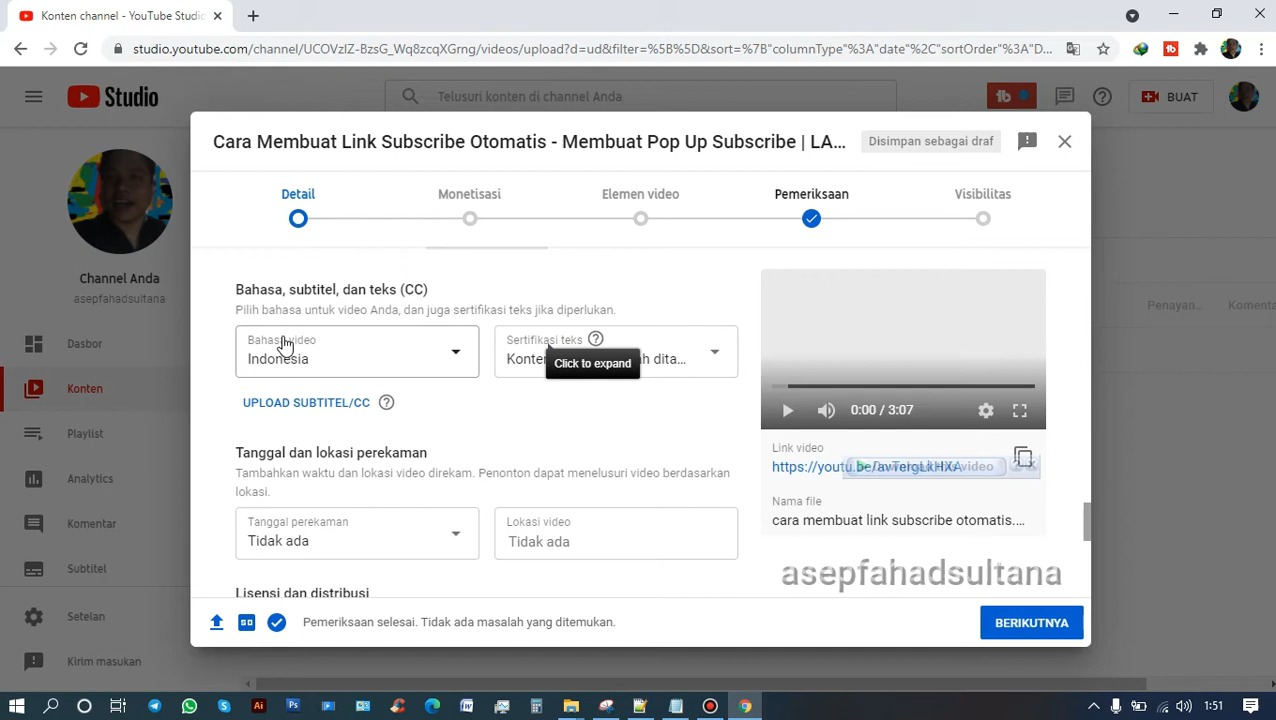 Konten channel - YouTube Studio
studio.youtube.com/channel/UCOVzIZ-BzsG_Wq8zcqXGrng/videos/upload?d=ud&filter=%5B%5D&sort=%7B"columnType"%3A"date"%2C"sortOrder"%3A"D...
Studio
Telusuri konten di channel Anda
BUAT
Cara Membuat Link Subscribe Otomatis - Membuat Pop Up Subscribe | LA...
Disimpan sebagai draf
Detail
Monetisasi
Elemen video
Pemeriksaan
Visibilitas
Channel Anda
asepfahadsultana
Dasbor
Konten
Playlist
Analytics
Komentar
Subtitel
Setelan
Kirim masukan
Bahasa, subtitel, dan teks (CC)
Pilih bahasa untuk video Anda, dan juga sertifikasi teks jika diperlukan.
Bahasa video
Indonesia
Sertifikasi teks
Click to expand
UPLOAD SUBTITEL/CC
Tanggal dan lokasi perekaman
Tambahkan waktu dan lokasi video direkam. Penonton dapat menelusuri video berdasarkan
lokasi.
Tanggal perekaman
Tidak ada
Lokasi video
Tidak ada
Lisensi dan distribusi
0:00 / 3:07
Link video
Nama file
cara membuat link subscribe otomatis....
asepfahadsultana
Penayan...
Komenta
SD
Pemeriksaan selesai. Tidak ada masalah yang ditemukan.
BERIKUTNYA
1:51